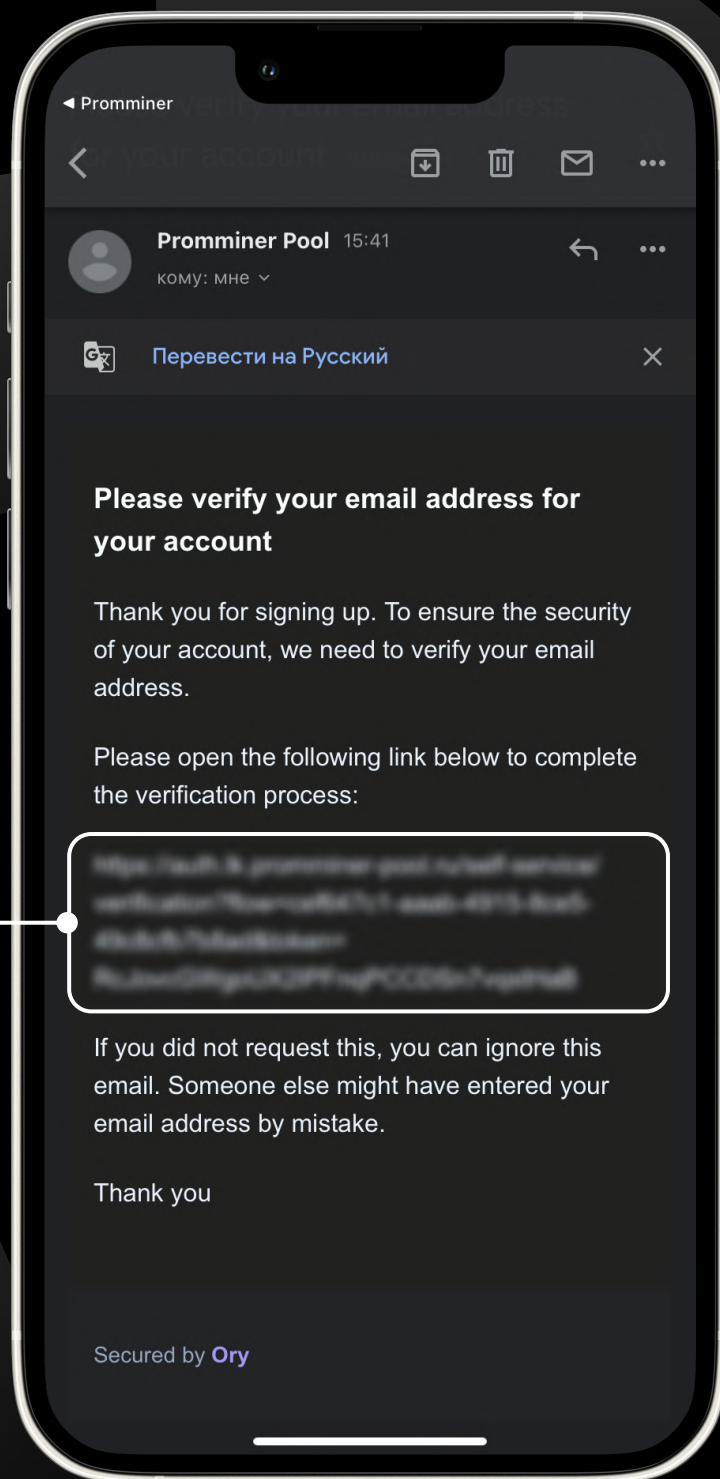 Promminer
Promminer Pool 15:41
кому: мне
Перевести на Русский
Please verify your email address for
your account
Thank you for signing up. To ensure the security
of your account, we need to verify your email
address.
Please open the following link below to complete
the verification process:
If you did not request this, you can ignore this
email. Someone else might have entered your
email address by mistake.
Thank you
Secured by Ory